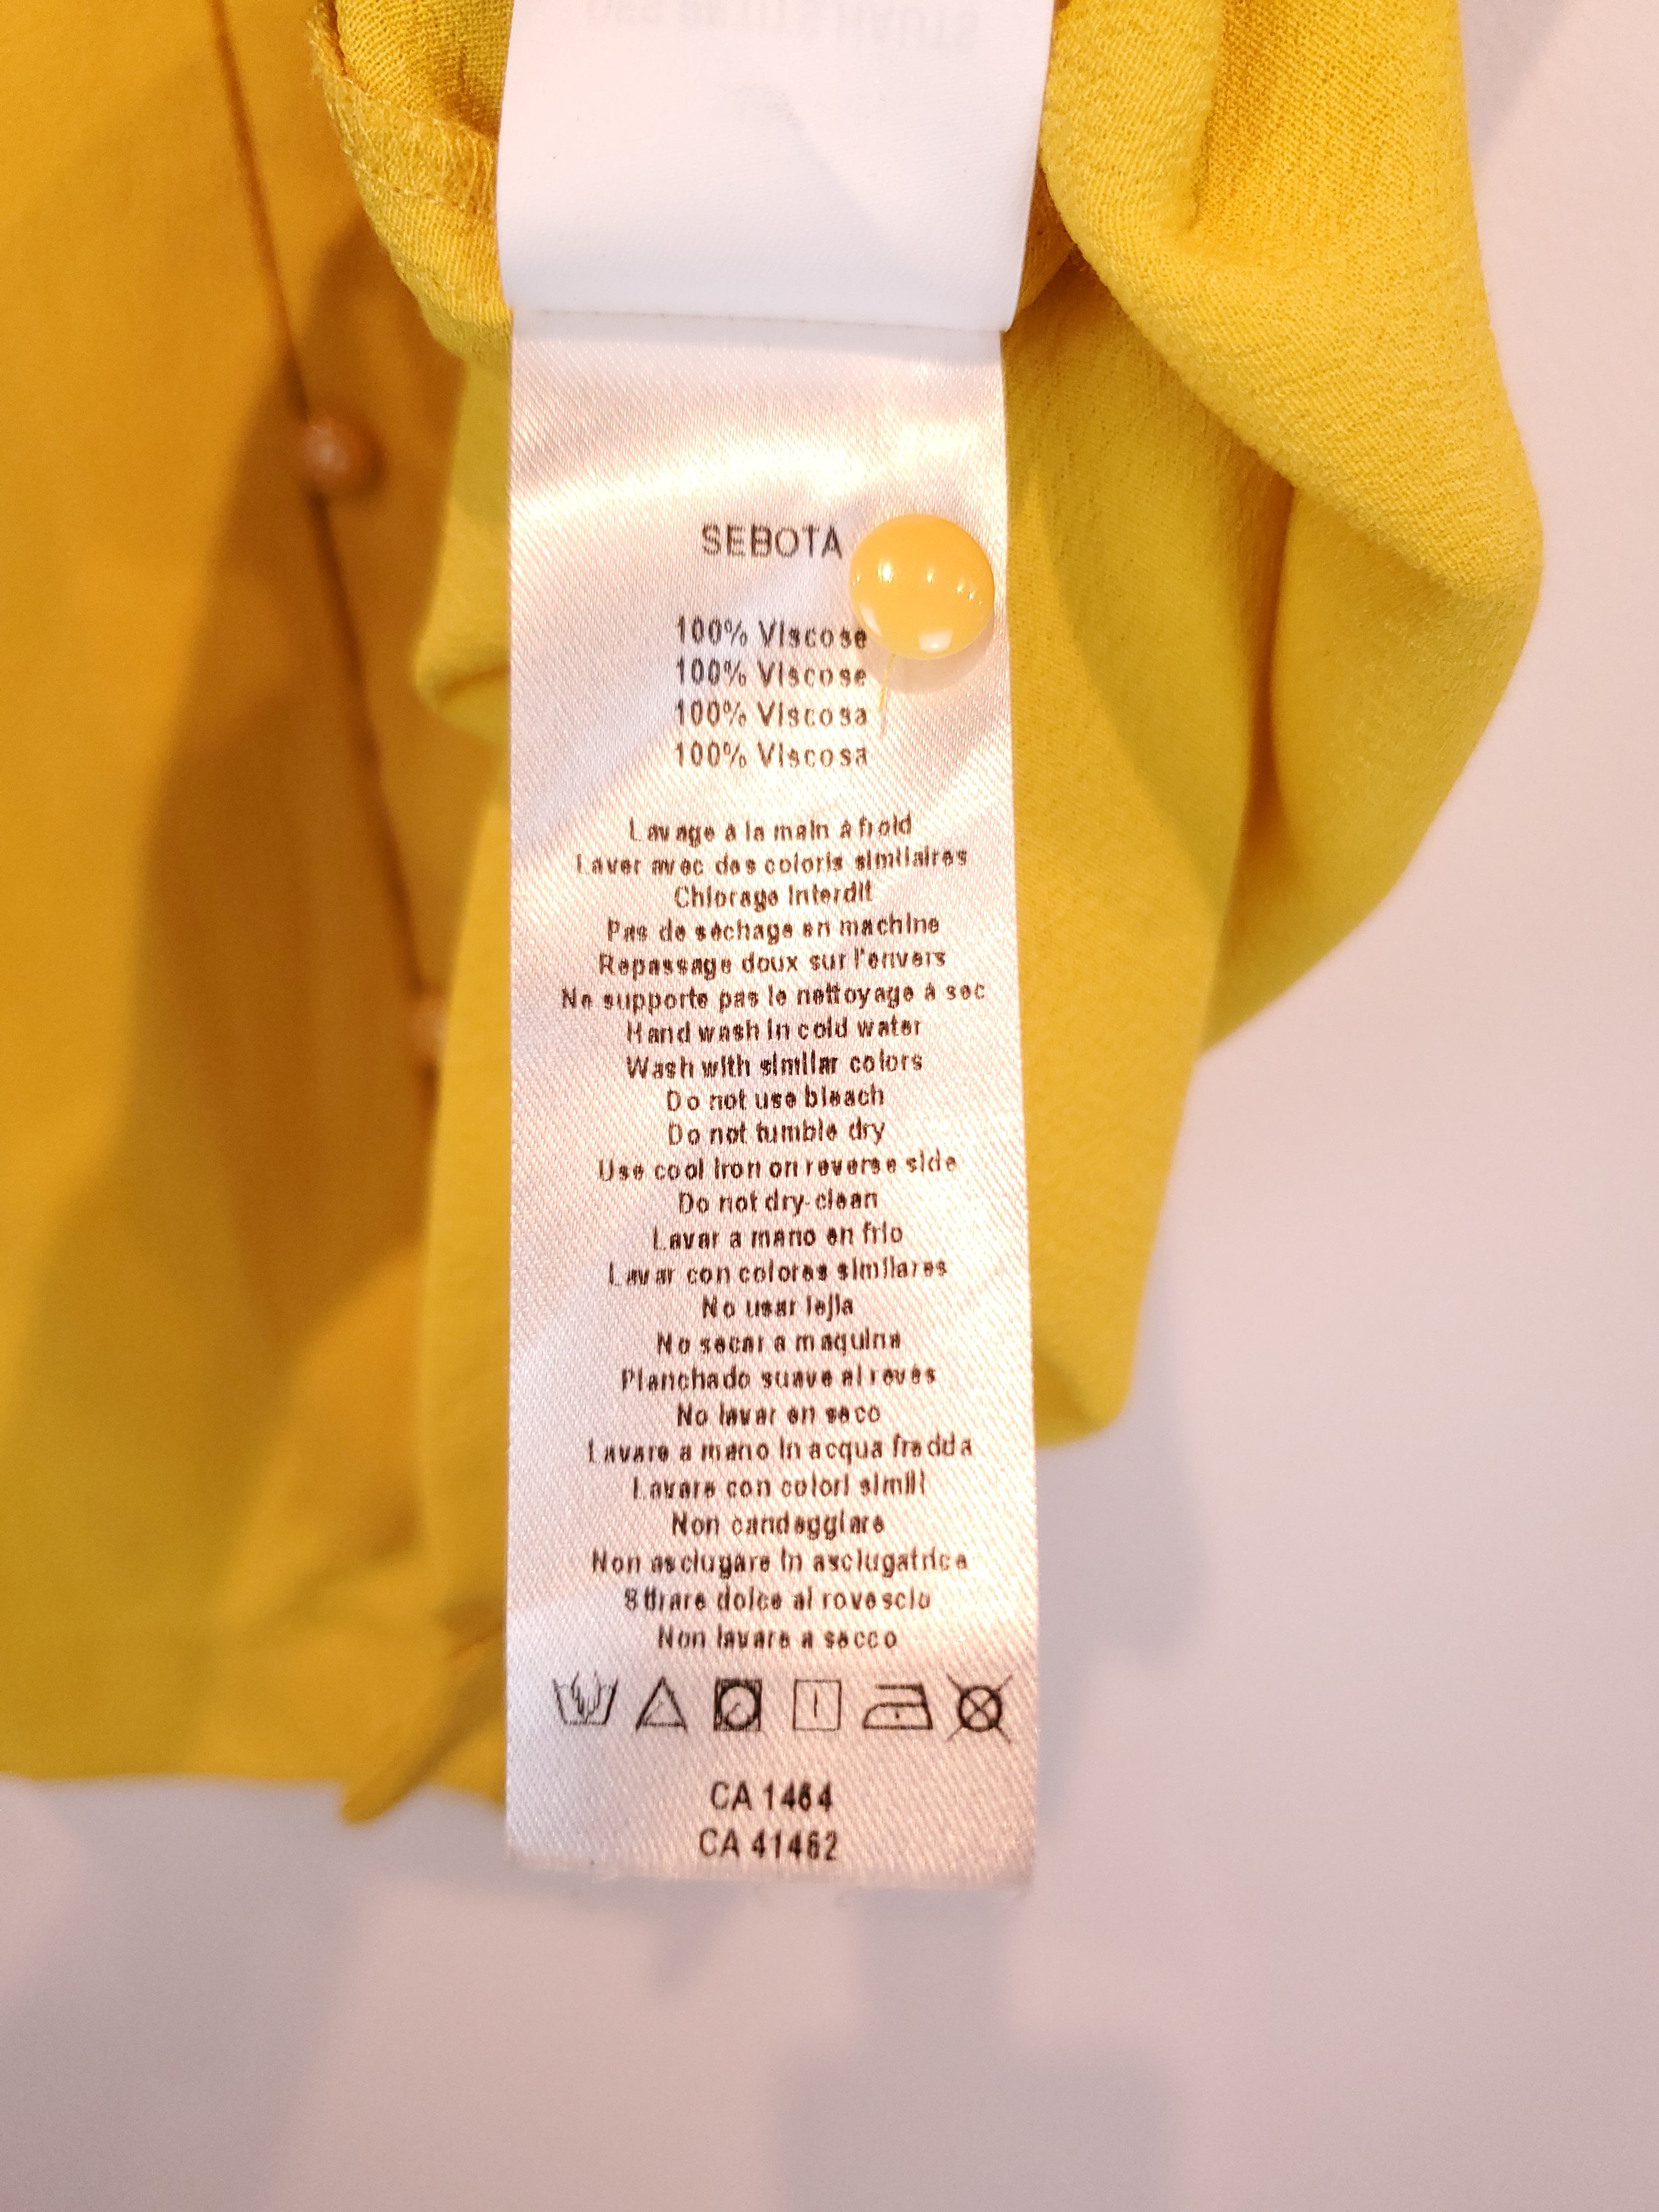 DES PETITS HAUTS
SEBOTA
100% Viscose
100% Viscose
100% Viscosa
100% Viscosa
Lavage à la main à froid
Laver avec des coloris similaires
Chlorage interdit
Pas de séchage en machine
Repassage doux sur l'envers
Ne supporte pas le nettoyage à sec
Hand wash in cold water
Wash with similar colors
Do not use bleach
Do not tumble dry
Use cool iron on reverse side
Do not dry-clean
Lavar a mano en frio
Lavar con colores similares
No usar lejia
No secar a maquina
Planchado suave al reves
No lavar en seco
Lavare a mano in acqua fredda
Lavare con colori simili
Non candeggiare
Non asciugare in asciugatrice
Stirare dolce al rovescio
Non lavare a secco
CA 1464
CA 41462